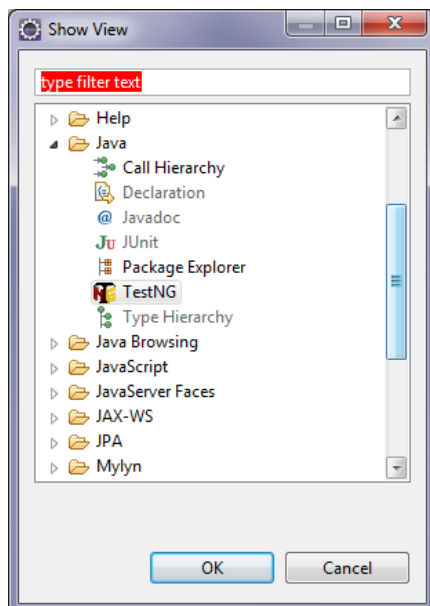 Show View
type filter text
Help
Java
Call Hierarchy
Declaration
@ Javadoc
Ju JUnit
Package Explorer
TestNG
Type Hierarchy
Java Browsing
JavaScript
JavaServer Faces
JAX-WS
JPA
Mylyn
OK Cancel